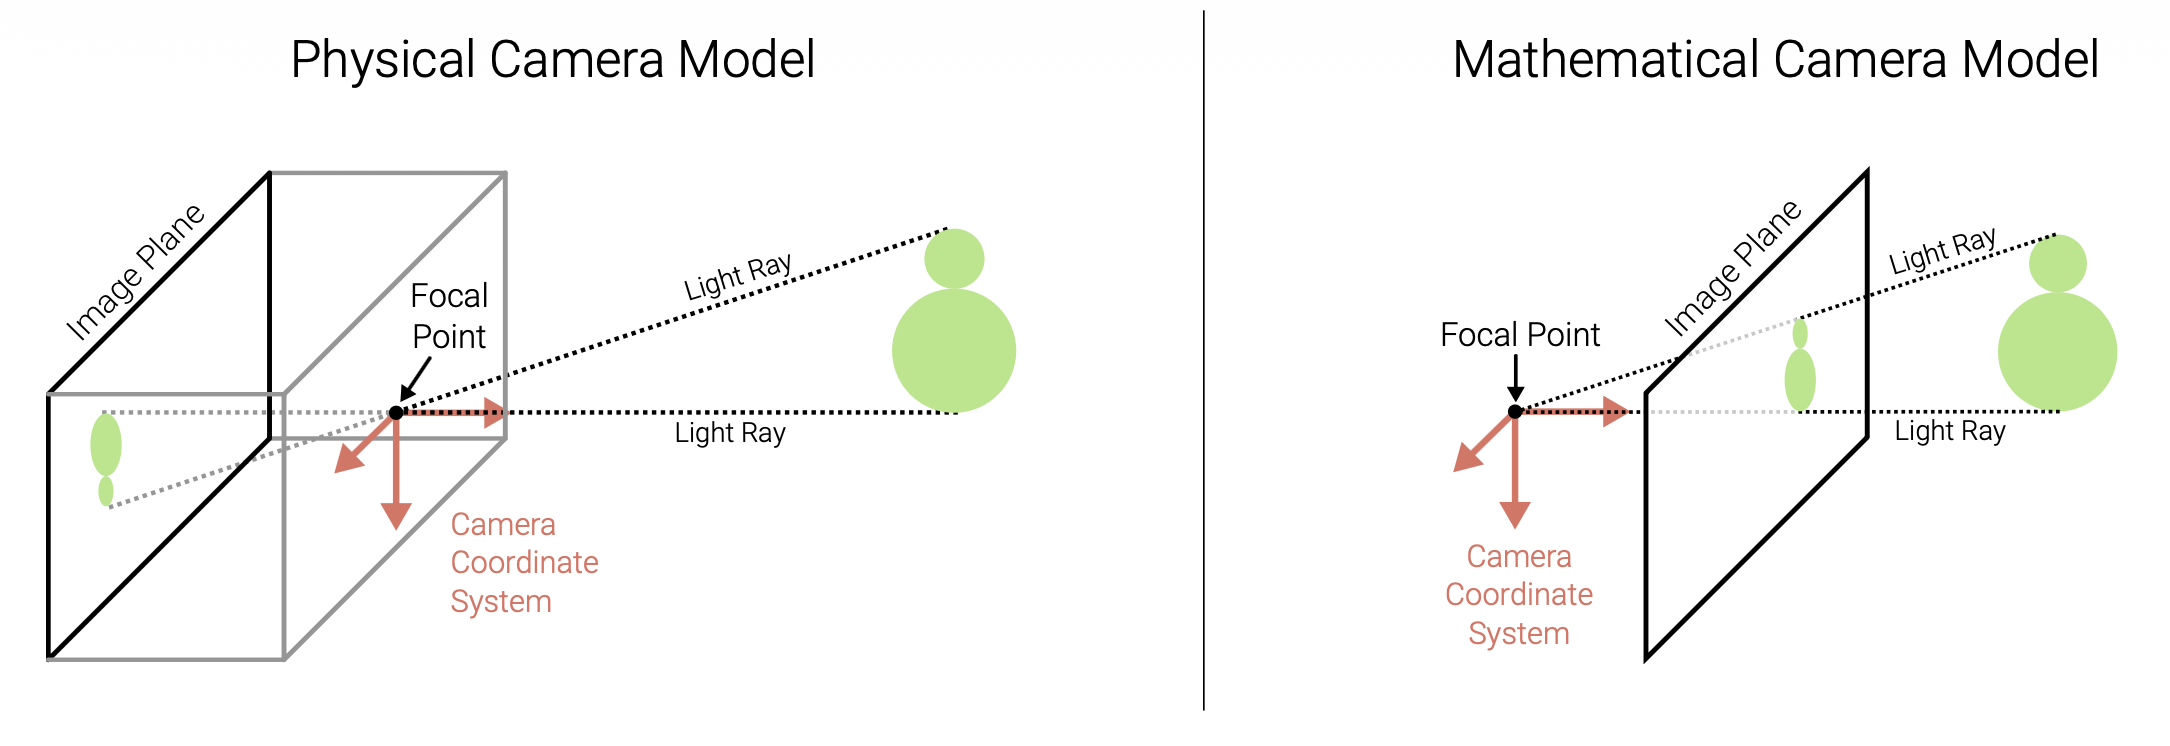 Physical Camera Model
Image Plane
Focal
Point
Light Ray
Light Ray
Camera
Coordinate
System
Mathematical Camera Model
Focal Point
Image Plane
Light Ray
Light Ray
Camera
Coordinate
System